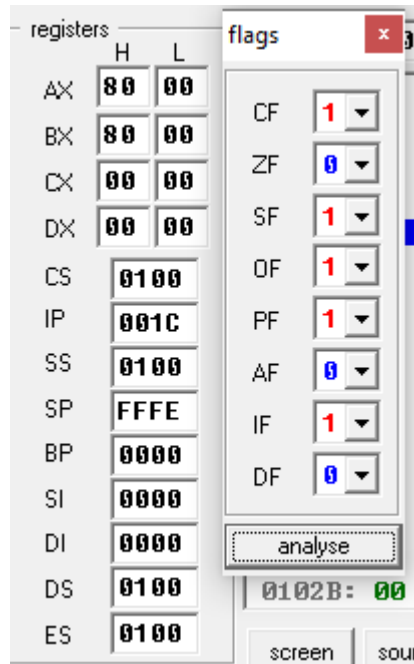 registers
H L
AX 80 00
BX 80 00
CX 00 00
DX 00 00
CS 0100
IP 001C
SS 0100
SP FFFE
BP 0000
SI 0000
DI 0000
DS 0100
ES 0100
flags
x
CF 1
ZF 0
SF 1
OF 1
PF 1
AF 0
IF 1
DF 0
analyse
0102B: 00
screen
sour